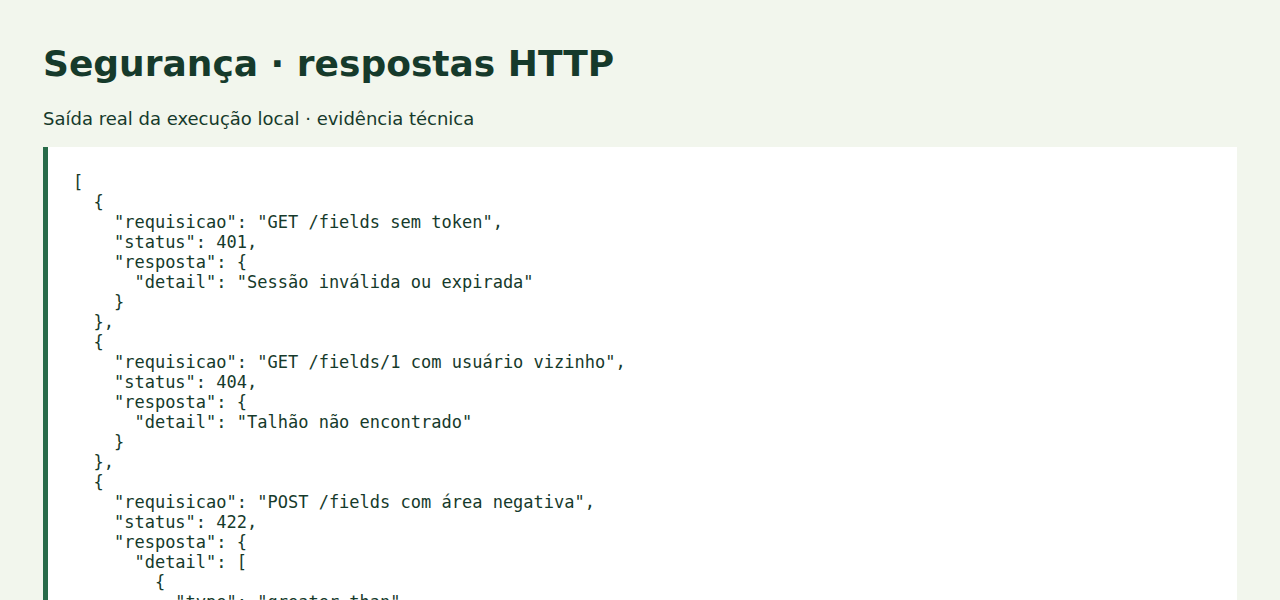 Segurança · respostas HTTP
Saída real da execução local · evidência técnica
[
  {
    "requisicao": "GET /fields sem token",
    "status": 401,
    "resposta": {
      "detail": "Sessão inválida ou expirada"
    }
  },
  {
    "requisicao": "GET /fields/1 com usuário vizinho",
    "status": 404,
    "resposta": {
      "detail": "Talhão não encontrado"
    }
  },
  {
    "requisicao": "POST /fields com área negativa",
    "status": 422,
    "resposta": {
      "detail": [
        {